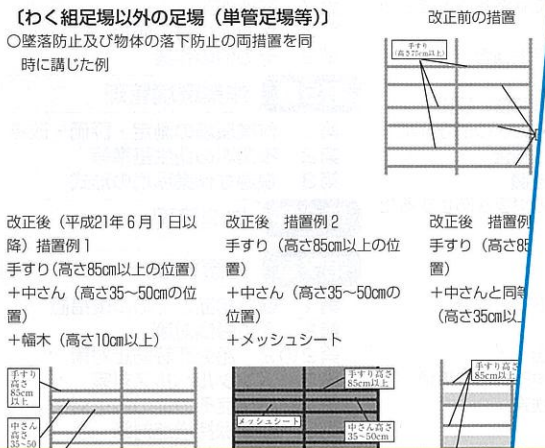 〔わく組足場以外の足場（単管足場等）〕
○墜落防止及び物体の落下防止の両措置を同
時に講じた例
改正前の措置
手すり
（高さ75cm以上）
改正後（平成21年６月１日以
降）措置例１
手すり（高さ85㎝以上の位置）
＋中さん（高さ35〜50㎝の位
置）
＋幅木（高さ10㎝以上）
改正後　措置例２
手すり（高さ85㎝以上の位
置）
＋中さん（高さ35〜50㎝の
位置）
＋メッシュシート
改正後　措置例
手すり（高さ85
置）
＋中さんと同等
（高さ35㎝以上
手すり
高さ
85cm
以上
中さん
高さ
35~50
手すり高さ
85cm以上
メッシュシート
中さん高さ
35~50cm
手すり高さ
85cm以上